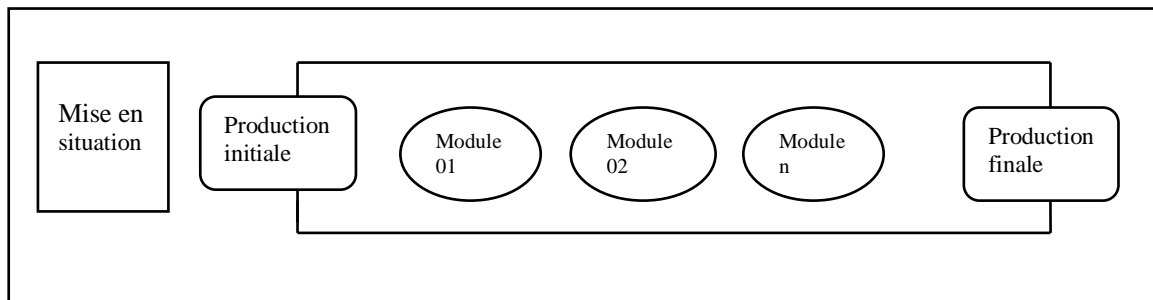 Mise en
situation
Production
initiale
Module
01
Module
02
Module
n
Production
finale